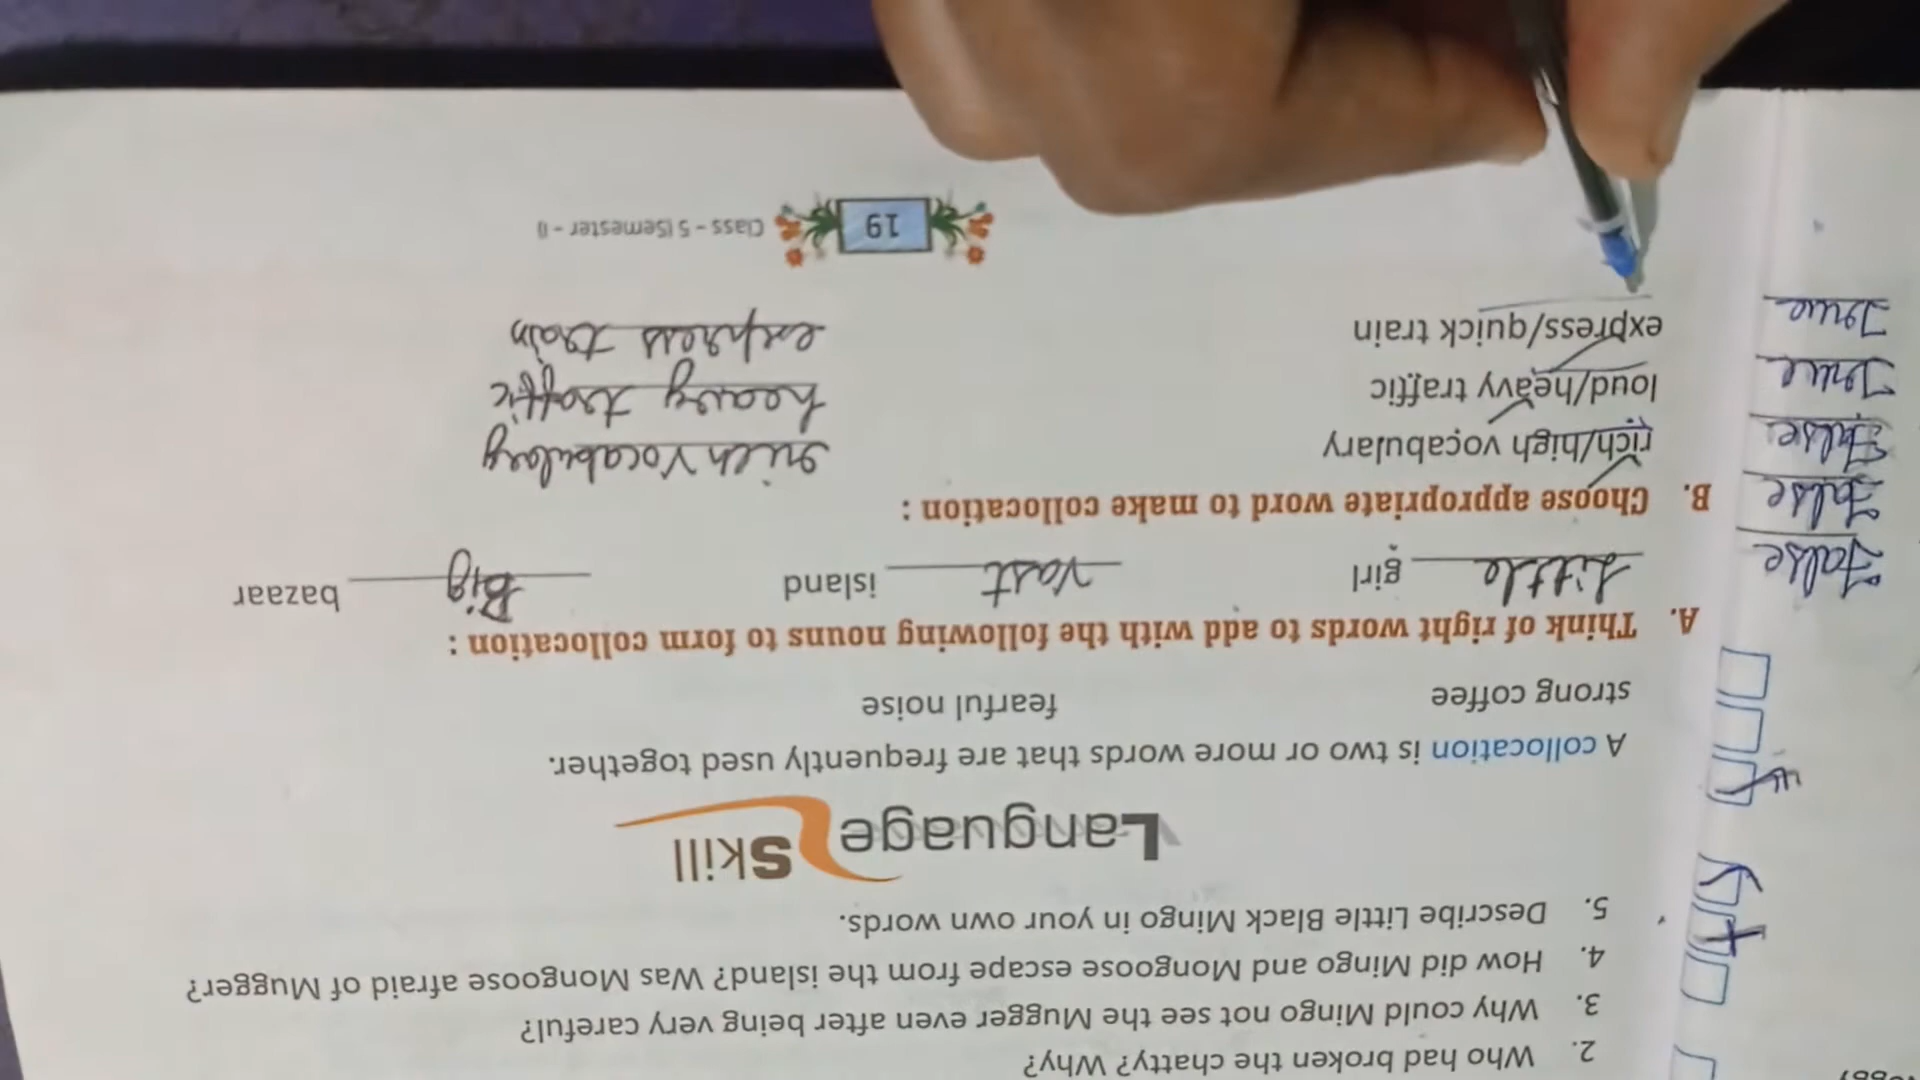 2. Who had broken the chatty? Why?
3. Why could Mingo not see the Mugger even after being very careful?
4. How did Mingo and Mongoose escape from the island? Was Mongoose afraid of Mugger?
5. Describe Little Black Mingo in your own words.
Language Skill
A collocation is two or more words that are frequently used together.
strong coffee fearful noise
A. Think of right words to add with the following nouns to form collocation :
Little girl Vast island Big bazaar
B. Choose appropriate word to make collocation :
rich/high vocabulary rich Vocabulary
loud/heavy traffic heavy traffic
express/quick train express train
19 Class - 5 (Semester - I)
False
False
False
True
True